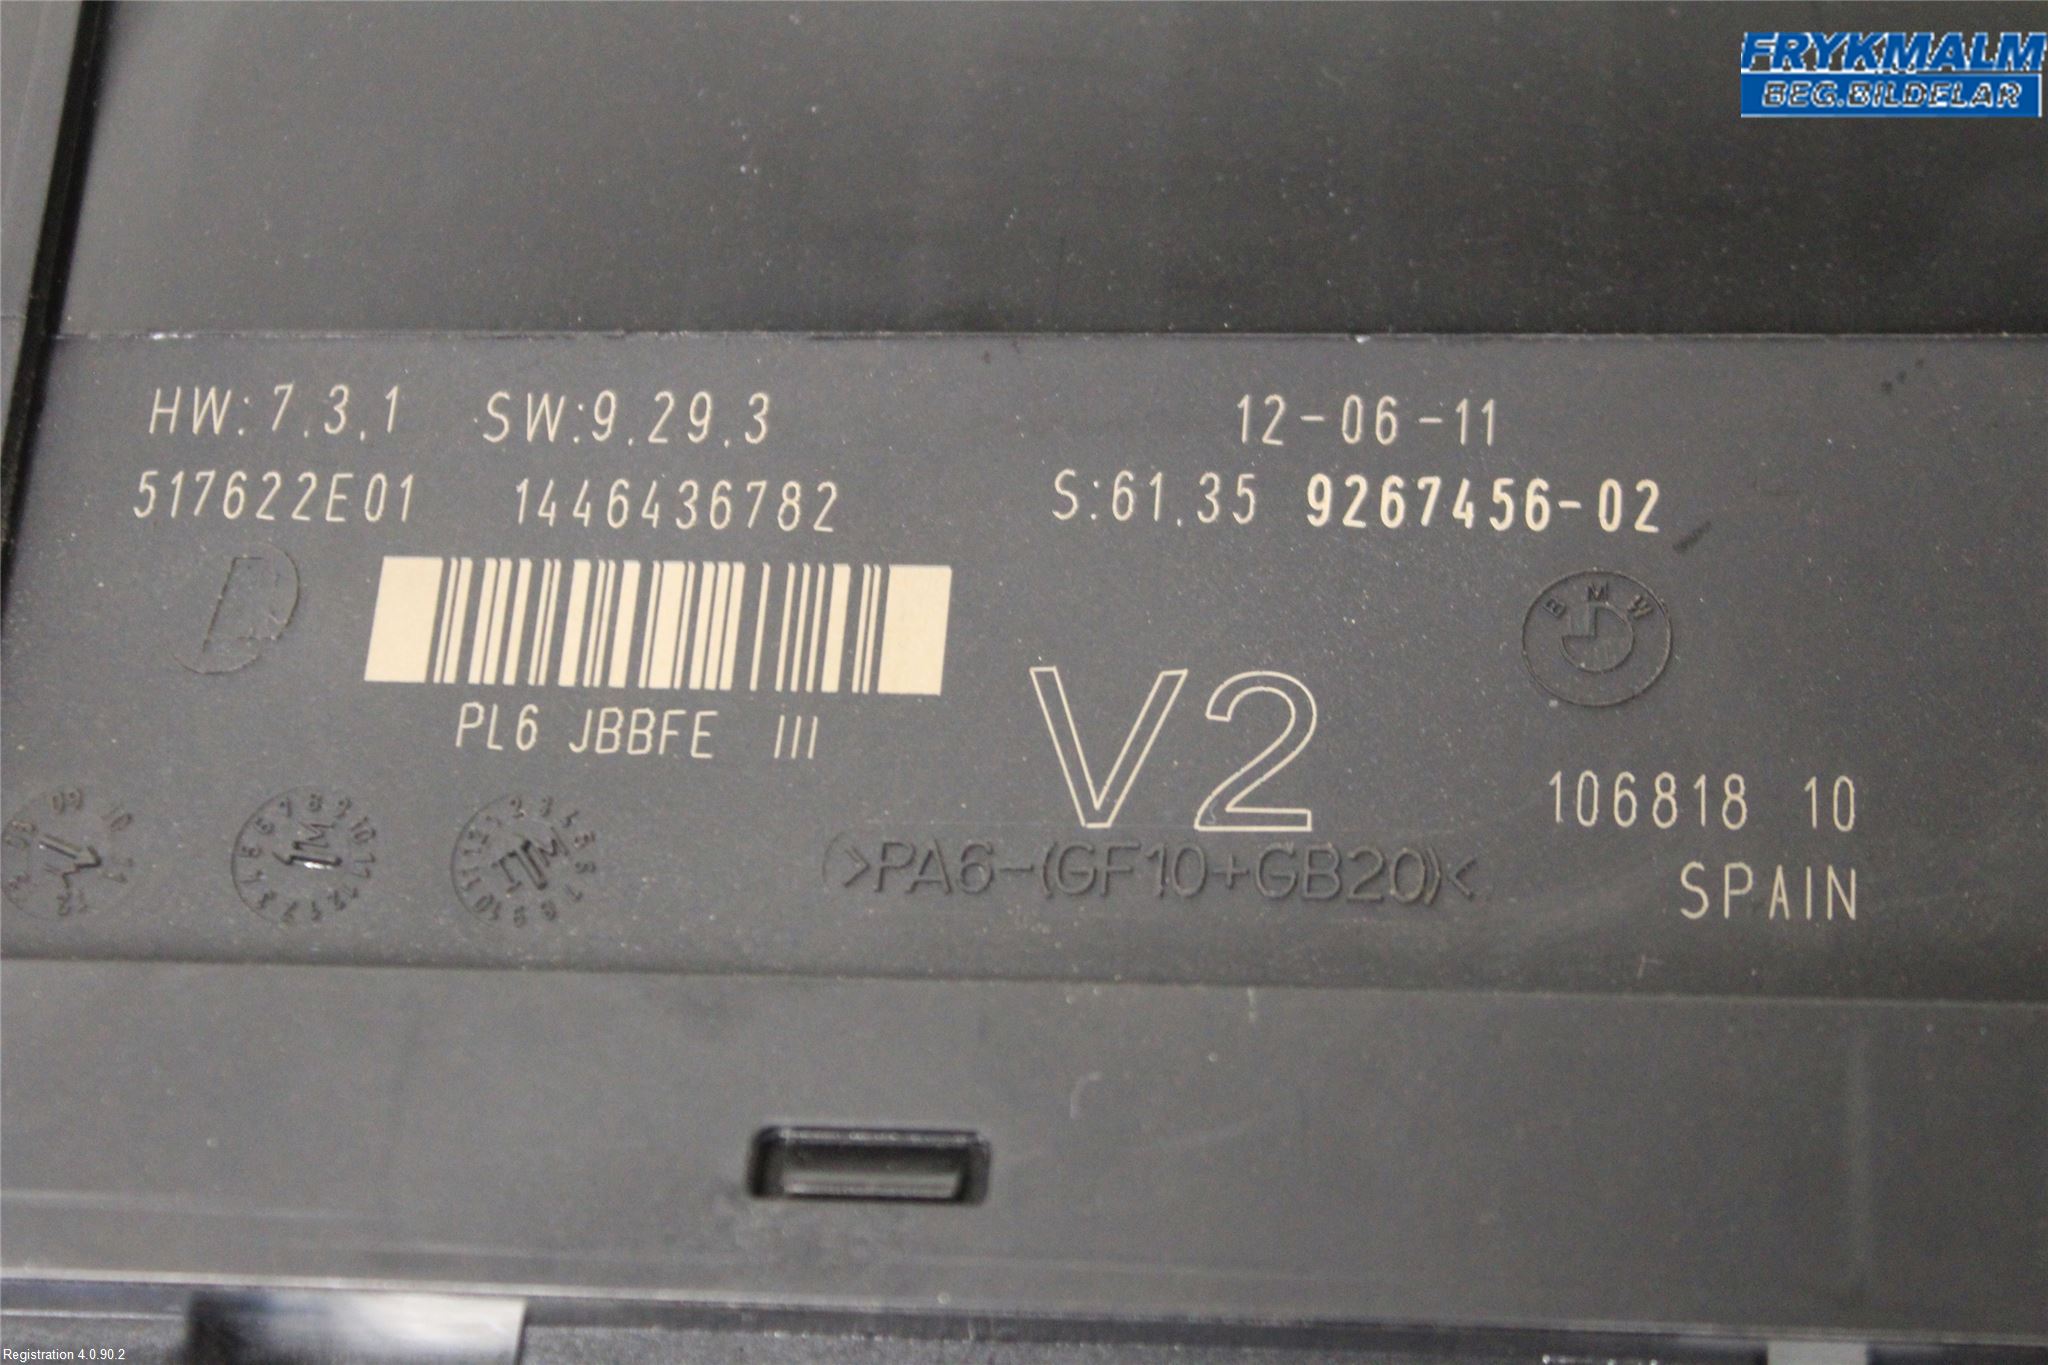 FRYKMALM
BEG.BILDELAR
HW:7.3.1 SW:9.29.3 12-06-11
517622E01 1446436782 S:61.35 9267456-02
BMW
PL6 JBBFE III
V2
106818 10
>PA6-(GF10+GB20)<
SPAIN
Registration 4.0.90.2